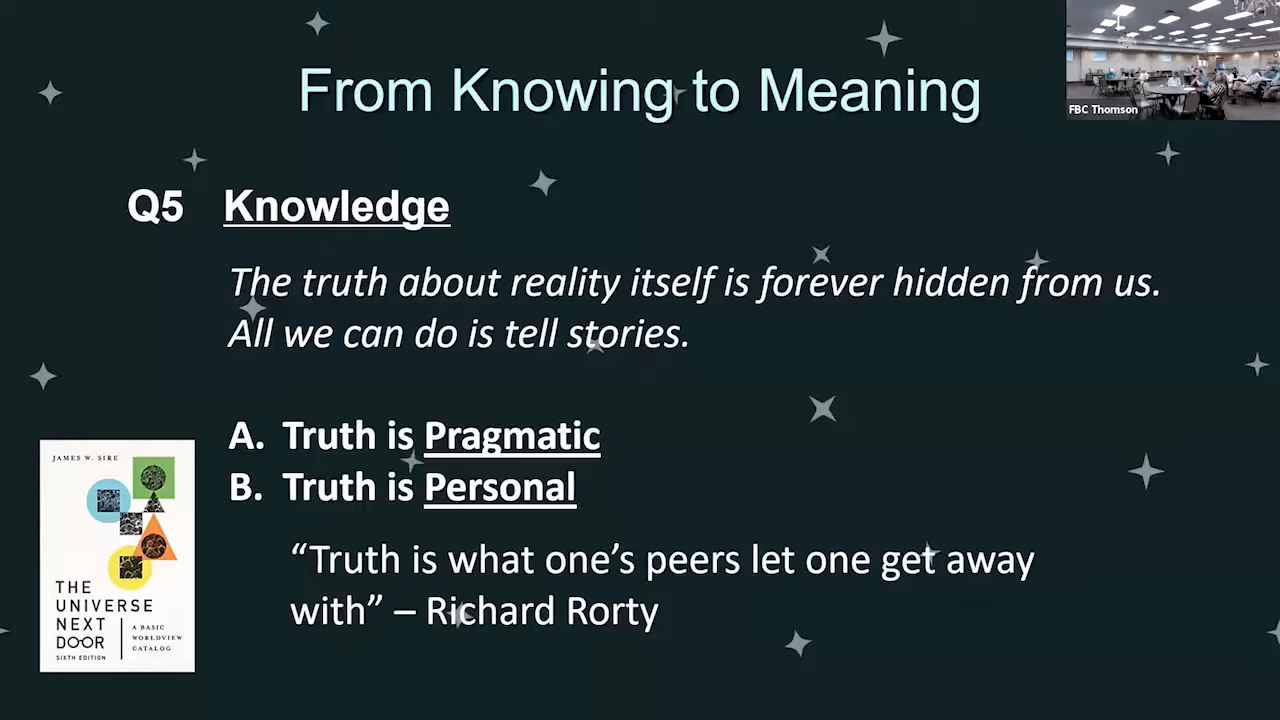 From Knowing to Meaning
FBC Thomson
Q5 Knowledge
The truth about reality itself is forever hidden from us.
All we can do is tell stories.
A. Truth is Pragmatic
B. Truth is Personal
“Truth is what one’s peers let one get away
with” – Richard Rorty
JAMES W. SIRE
THE
UNIVERSE
NEXT
DOOR
SIXTH EDITION
A BASIC
WORLDVIEW
CATALOG